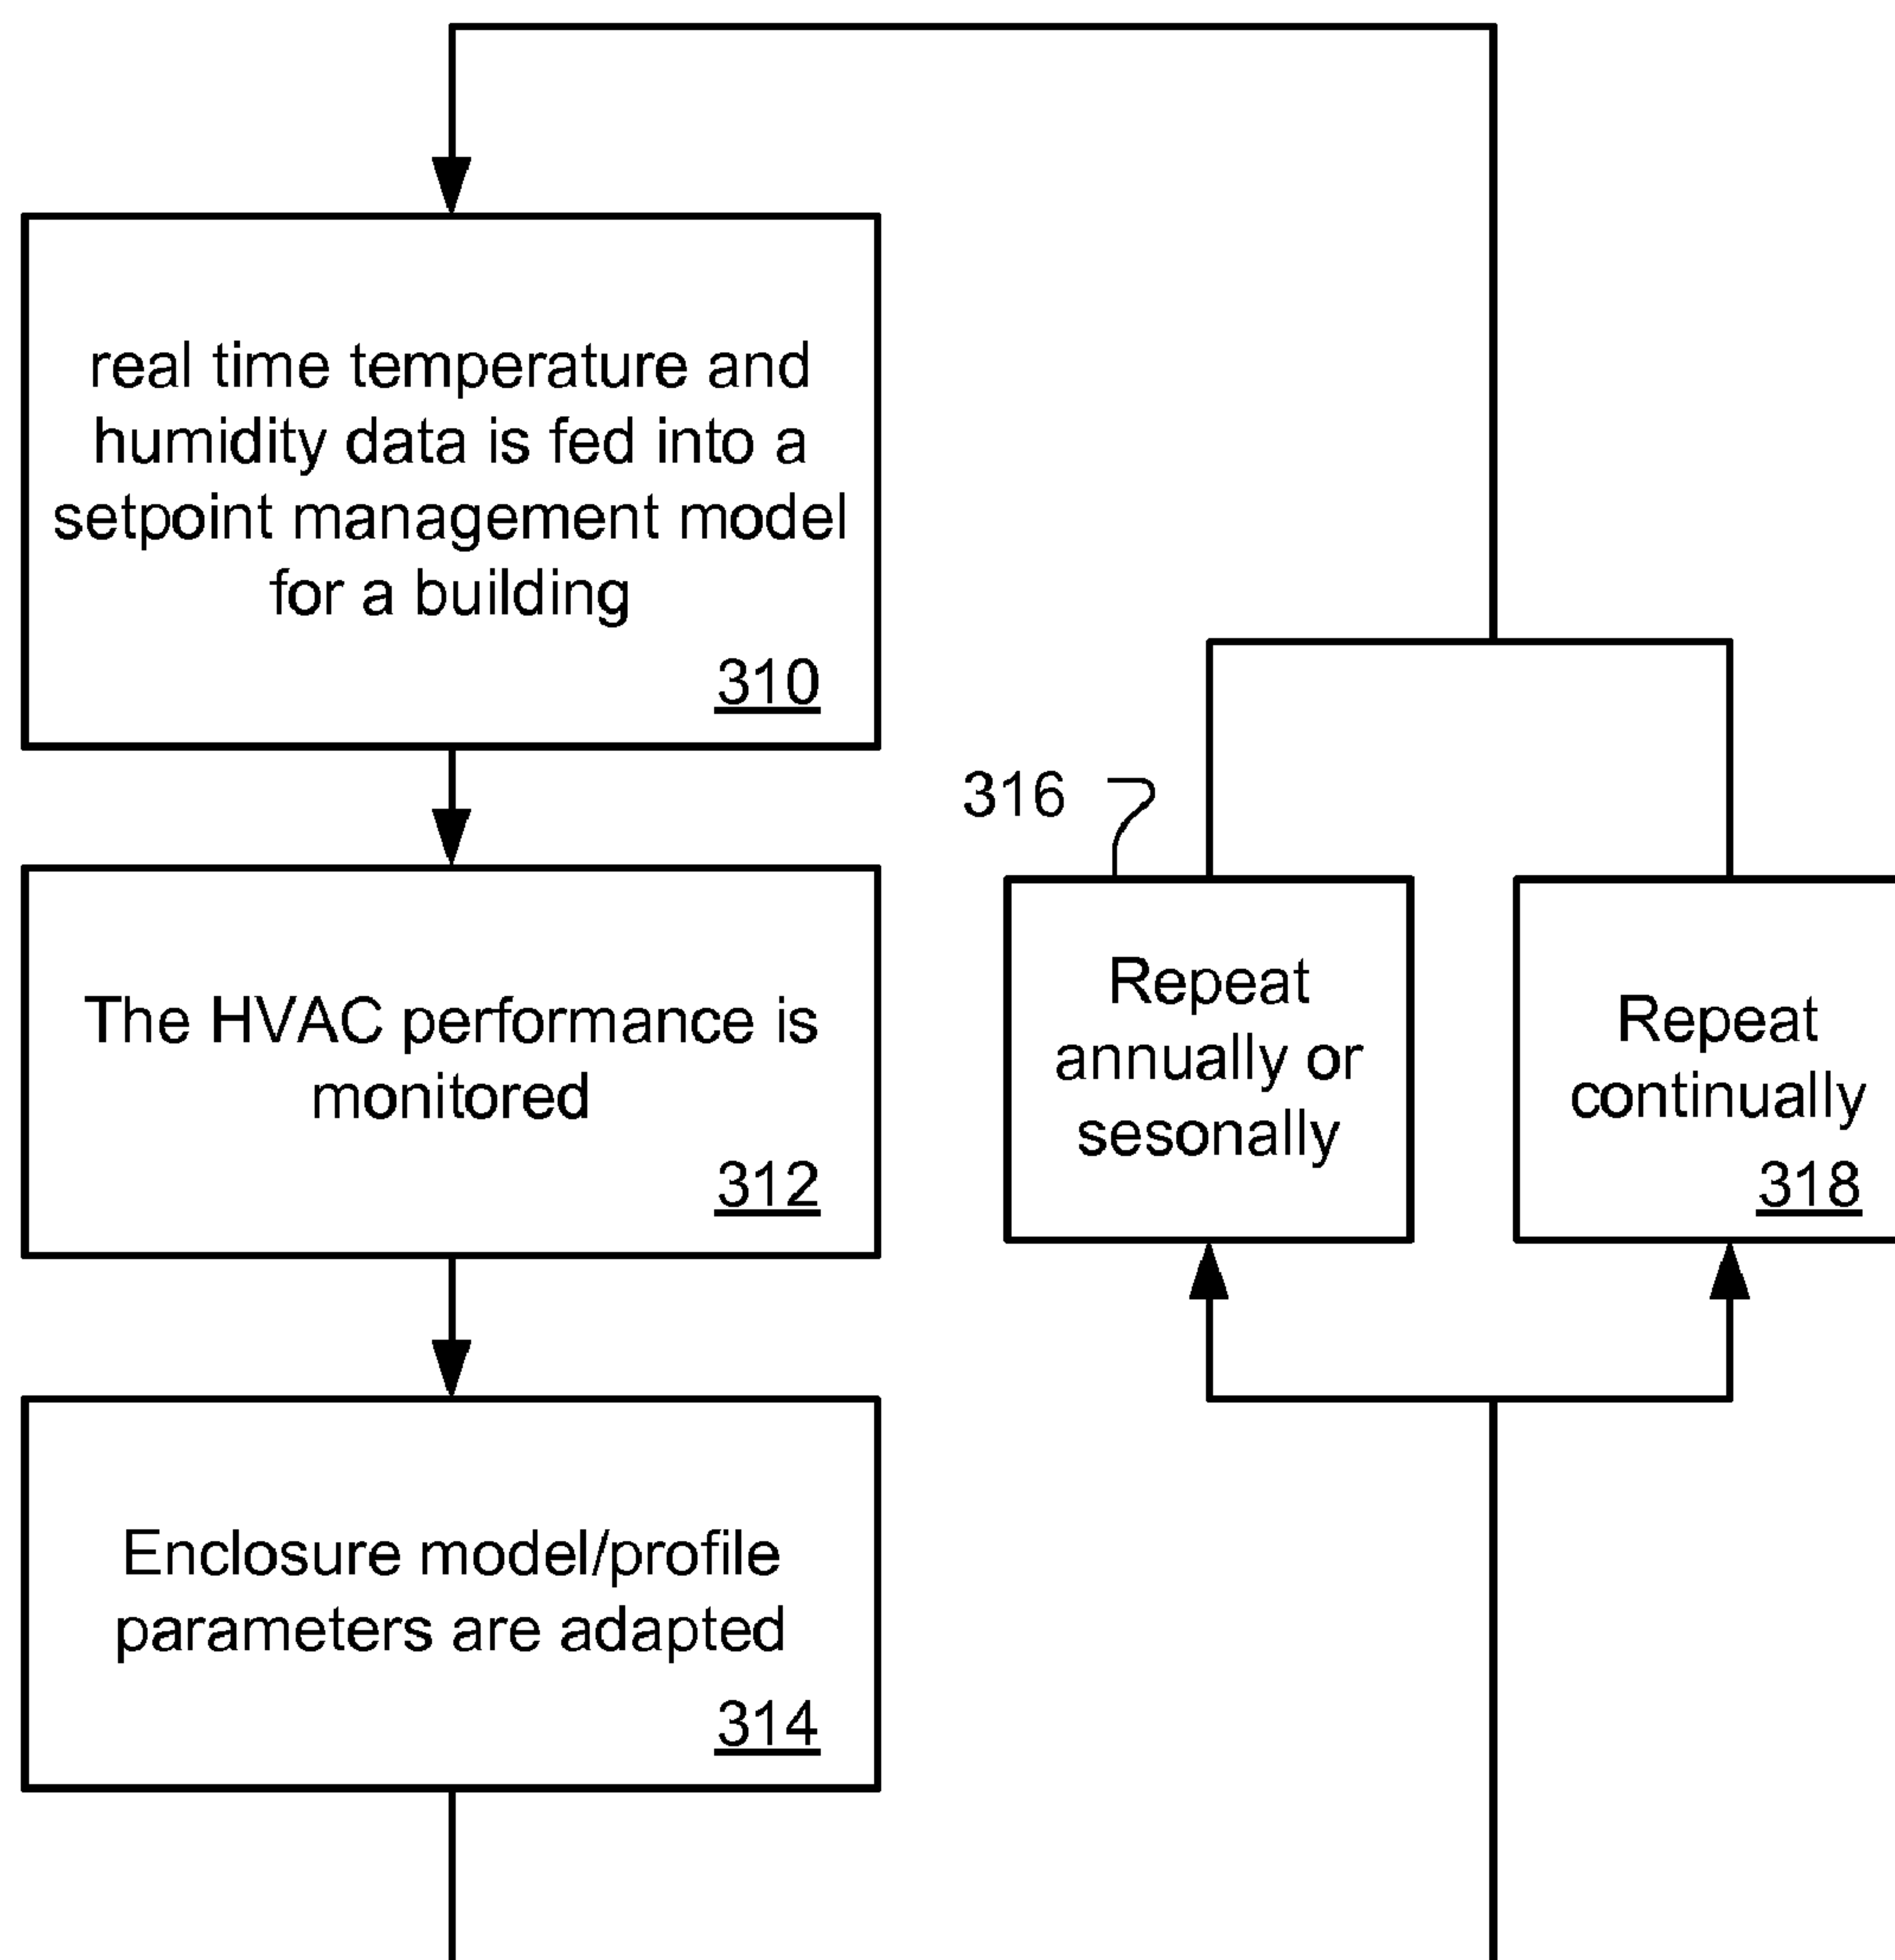 real time temperature and
humidity data is fed into a
setpoint management model
for a building
310
The HVAC performance is
monitored
312
Enclosure model/profile
parameters are adapted
314
316
Repeat
annually or
sesonally
Repeat
continually
318